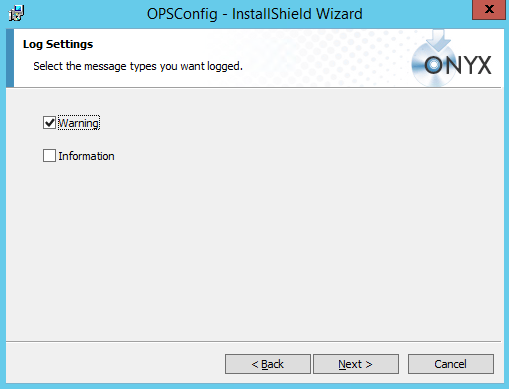 OPSConfig - InstallShield Wizard
X
Log Settings
Select the message types you want logged.
ONYX
Warning
Information
< Back
Next >
Cancel